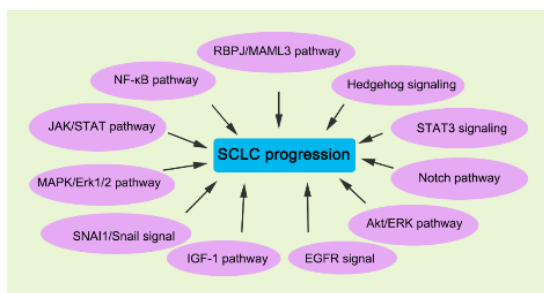 RBPJ/MAML3 pathway
NF-κB pathway
Hedgehog signaling
JAK/STAT pathway
STAT3 signaling
SCLC progression
MAPK/Erk1/2 pathway
Notch pathway
SNAI1/Snail signal
Akt/ERK pathway
IGF-1 pathway
EGFR signal